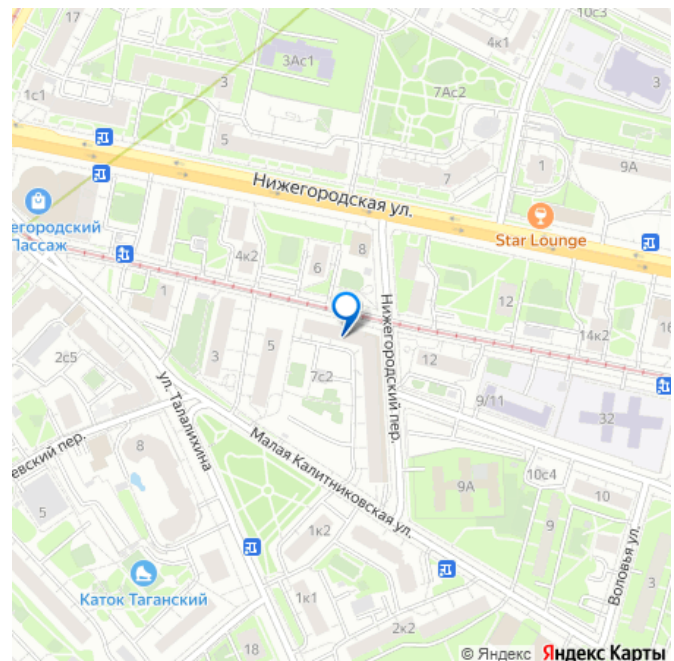 17
10с3
4к1
3Ас1
3
7Ас2
3
1с1
5
7
1
9А
Нижегородская ул.
егородский
Пассаж
Star Lounge
4к2
6
8
1
12
14к2
16
Нижегородский пер.
3
5
7с2
12
2с5
9/11
32
ул. Талалихина
Малая Калитниковская ул.
евский пер.
8
9А
10с4
10
5
1к2
9
Воловья ул.
3
Каток Таганский
1к1
2к2
18
© Яндекс Яндекс Карты